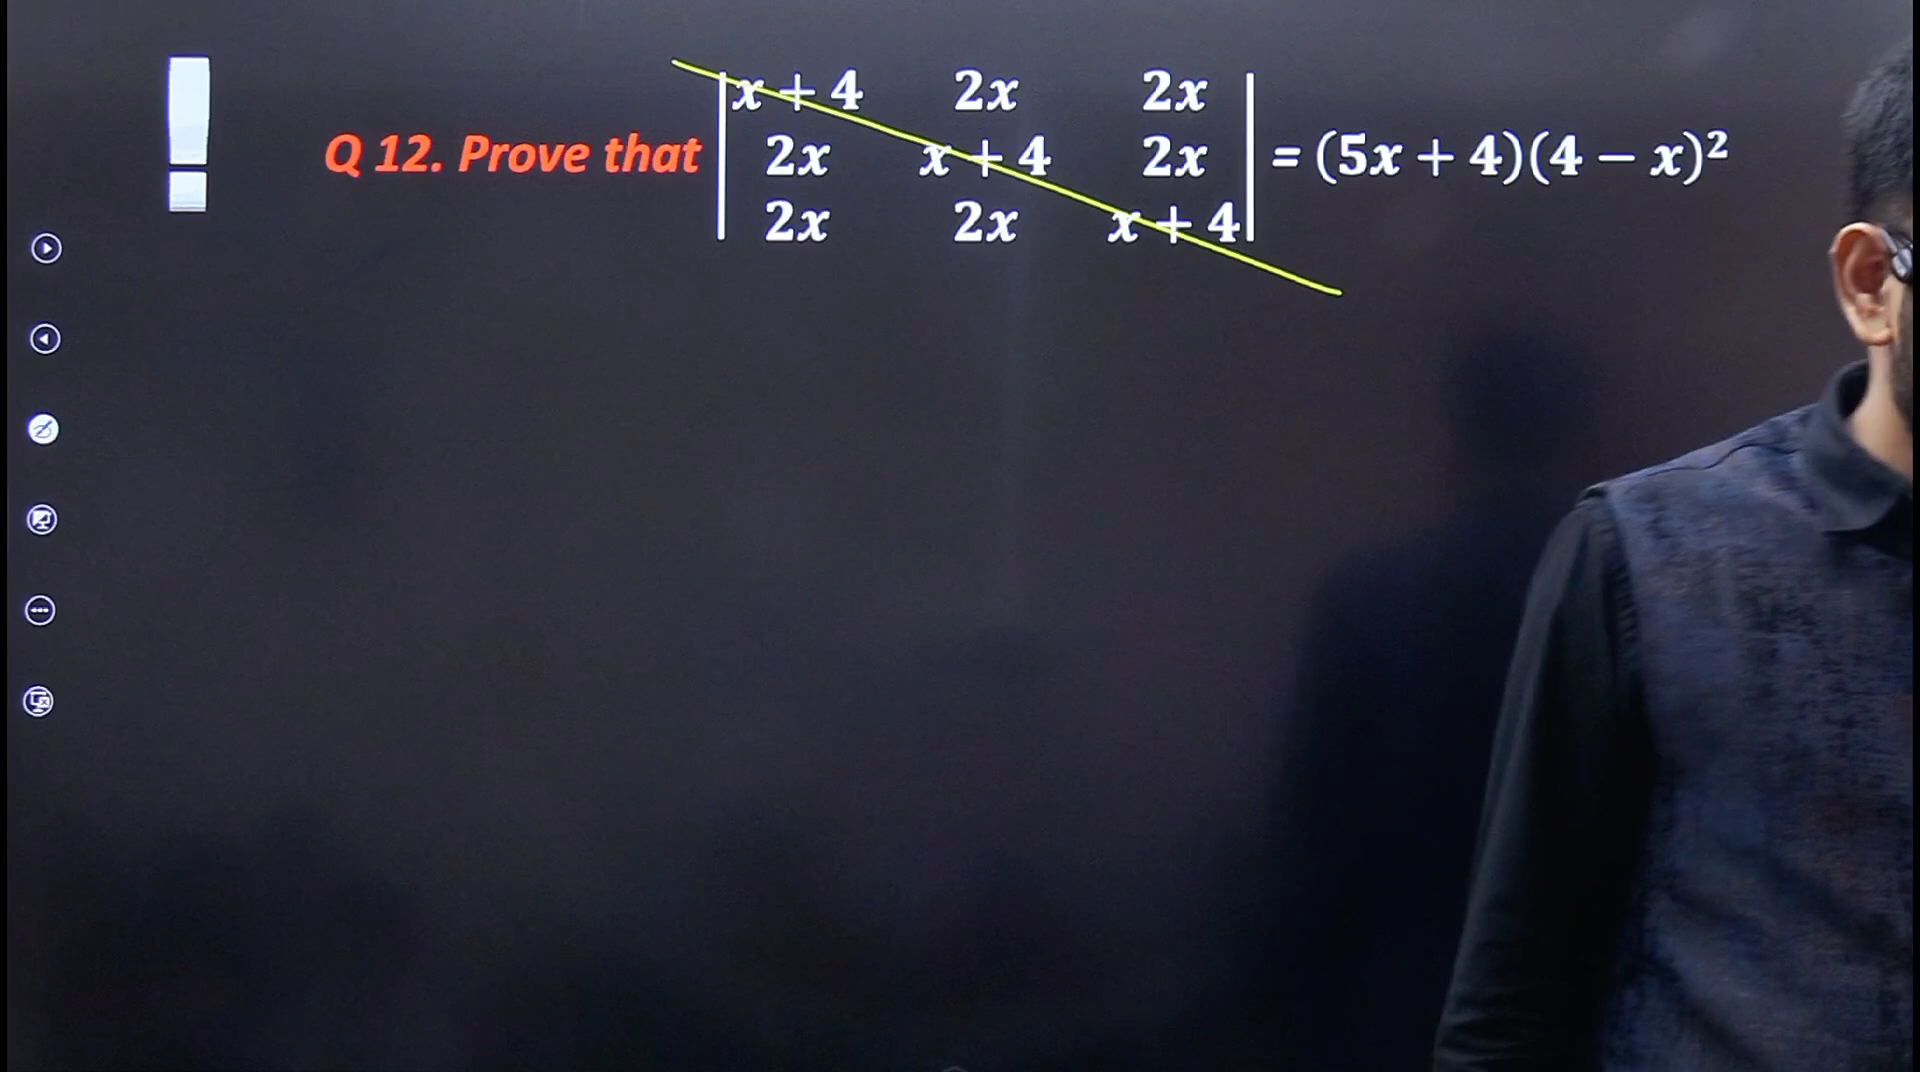 x + 4 2x 2x
Q 12. Prove that 2x x + 4 2x = (5x + 4)(4 − x)²
2x 2x x + 4